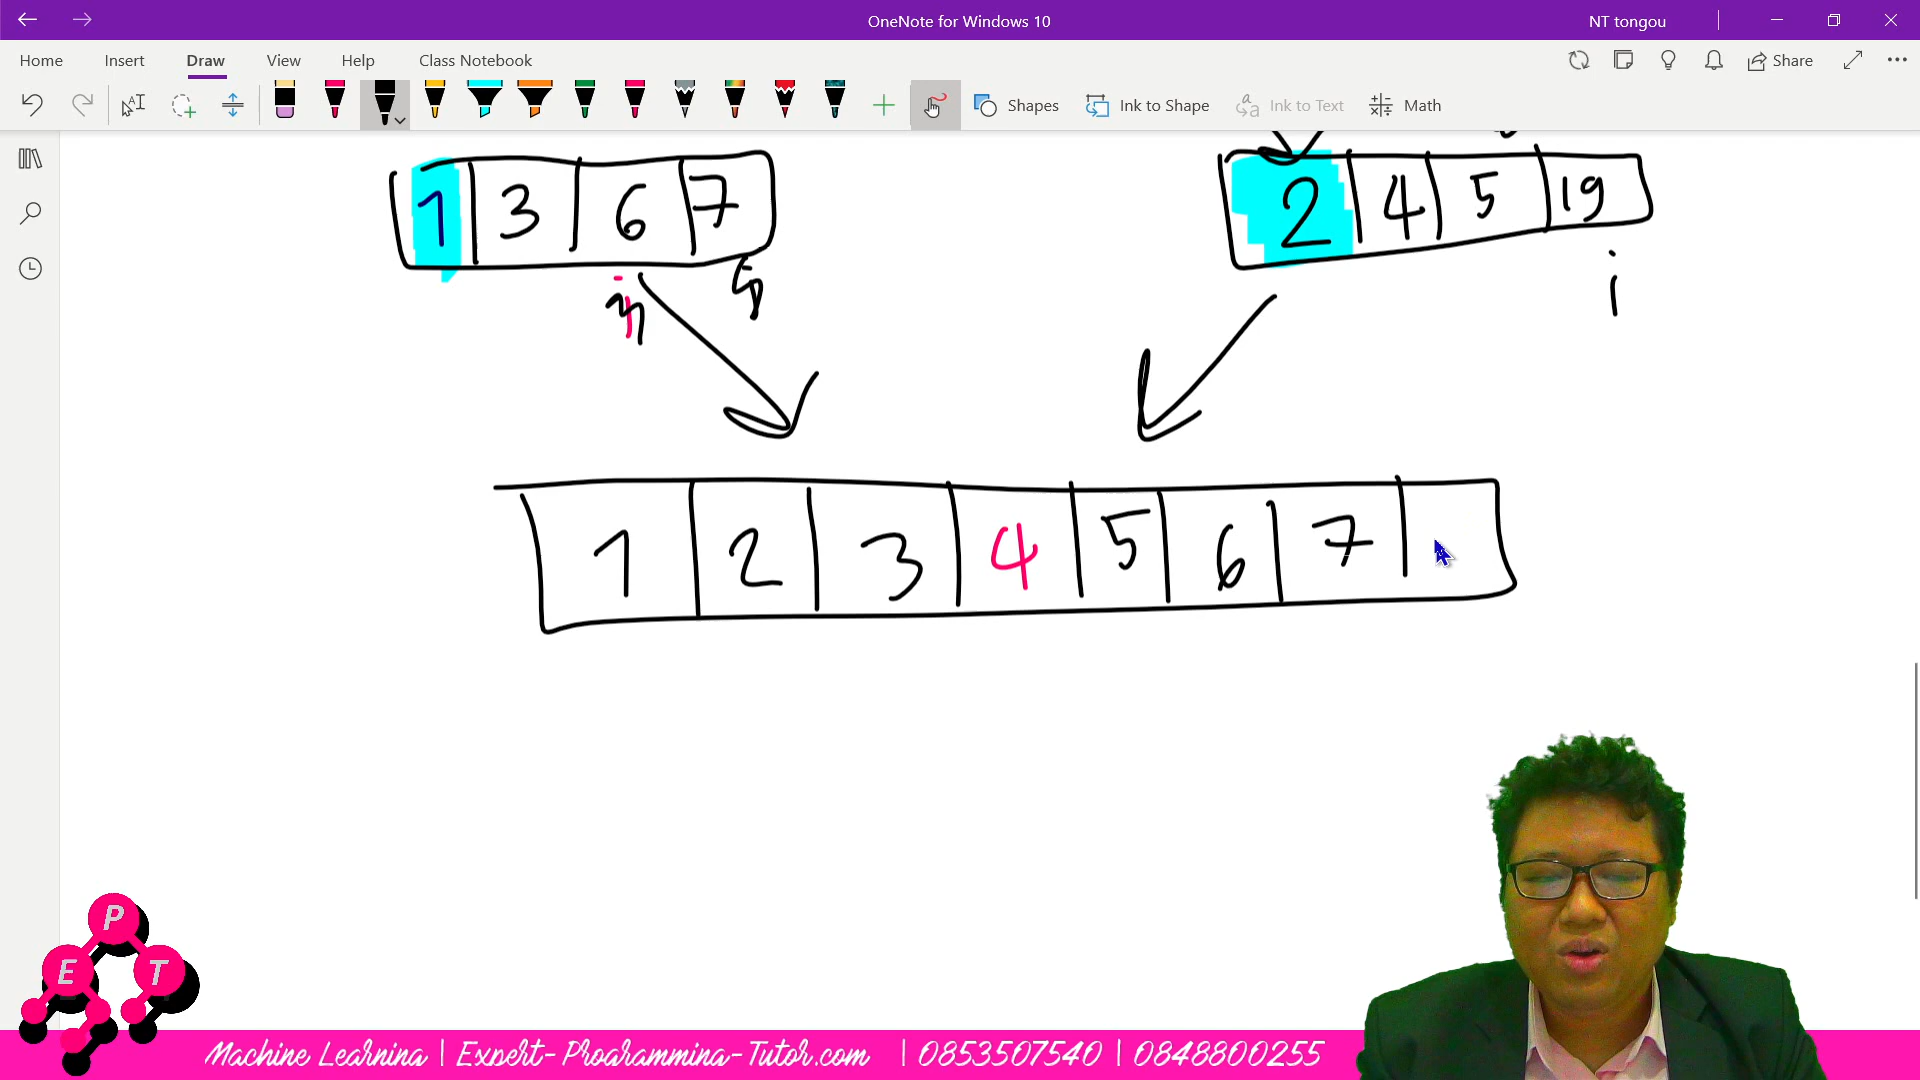 OneNote for Windows 10
NT tongou
Home Insert Draw View Help Class Notebook
Share
Shapes Ink to Shape Ink to Text Math
1 3 6 7
2 4 5 19
i
1 2 3 4 5 6 7
P
E T
Machine Learning | Expert-Programming-Tutor.com | 0853507540 | 0848800255